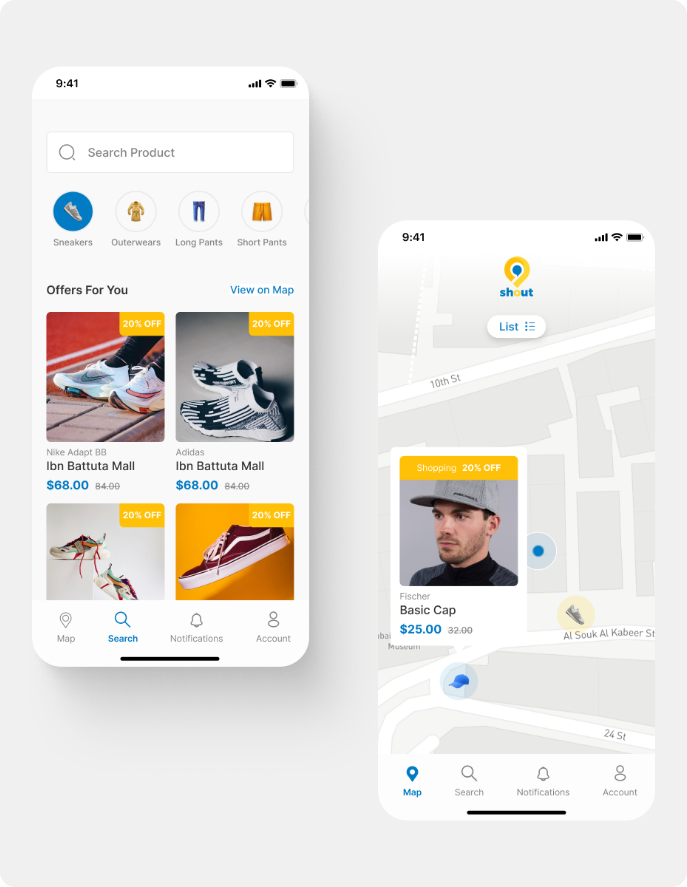 9:41
Search Product
Sneakers
Outerwears
Long Pants
Short Pants
Offers For You
View on Map
20% OFF
20% OFF
Nike Adapt BB
Ibn Battuta Mall
$68.00 84.00
Adidas
Ibn Battuta Mall
$68.00 84.00
20% OFF
20% OFF
Map
Search
Notifications
Account
9:41
shout
List
10th St
Shopping 20% OFF
Fischer
Basic Cap
$25.00 32.00
Museum
Al Souk Al Kabeer St
24 St
Map
Search
Notifications
Account